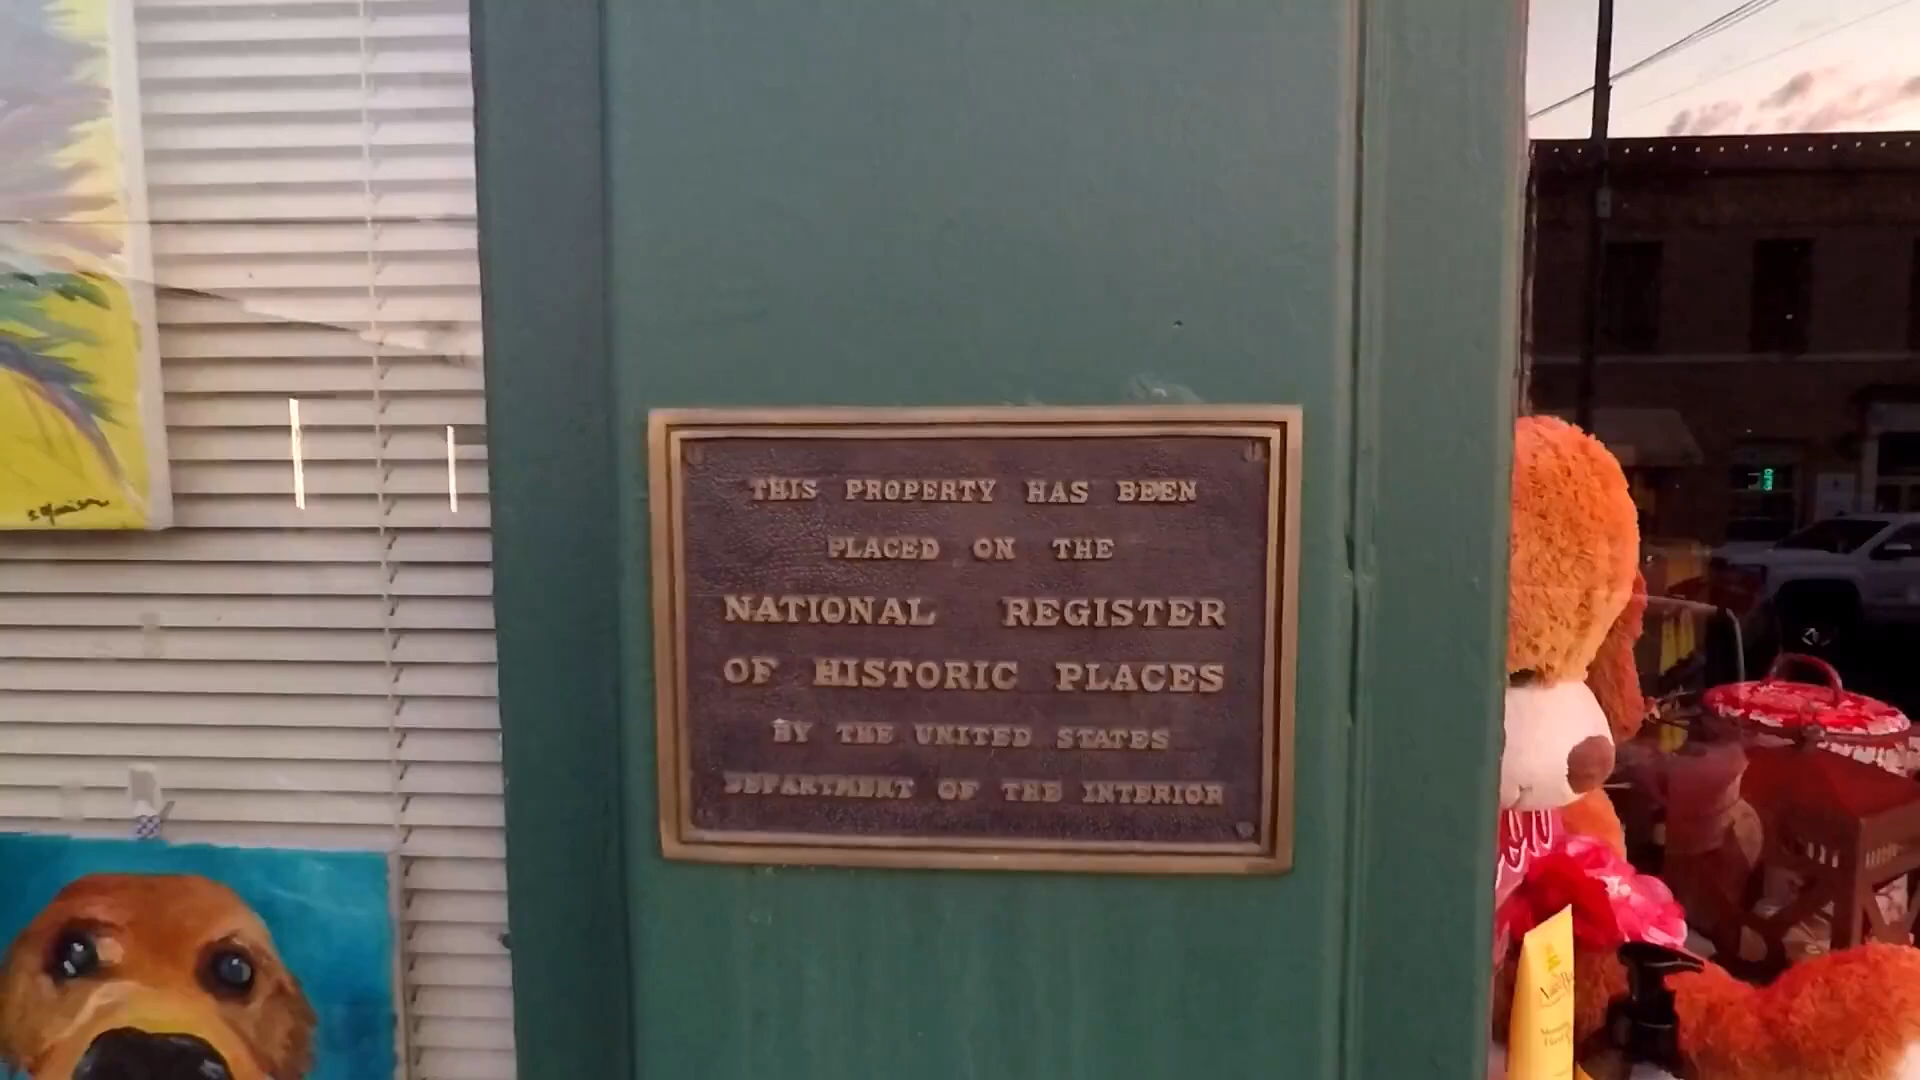 THIS PROPERTY HAS BEEN
PLACED ON THE
NATIONAL REGISTER
OF HISTORIC PLACES
BY THE UNITED STATES
DEPARTMENT OF THE INTERIOR